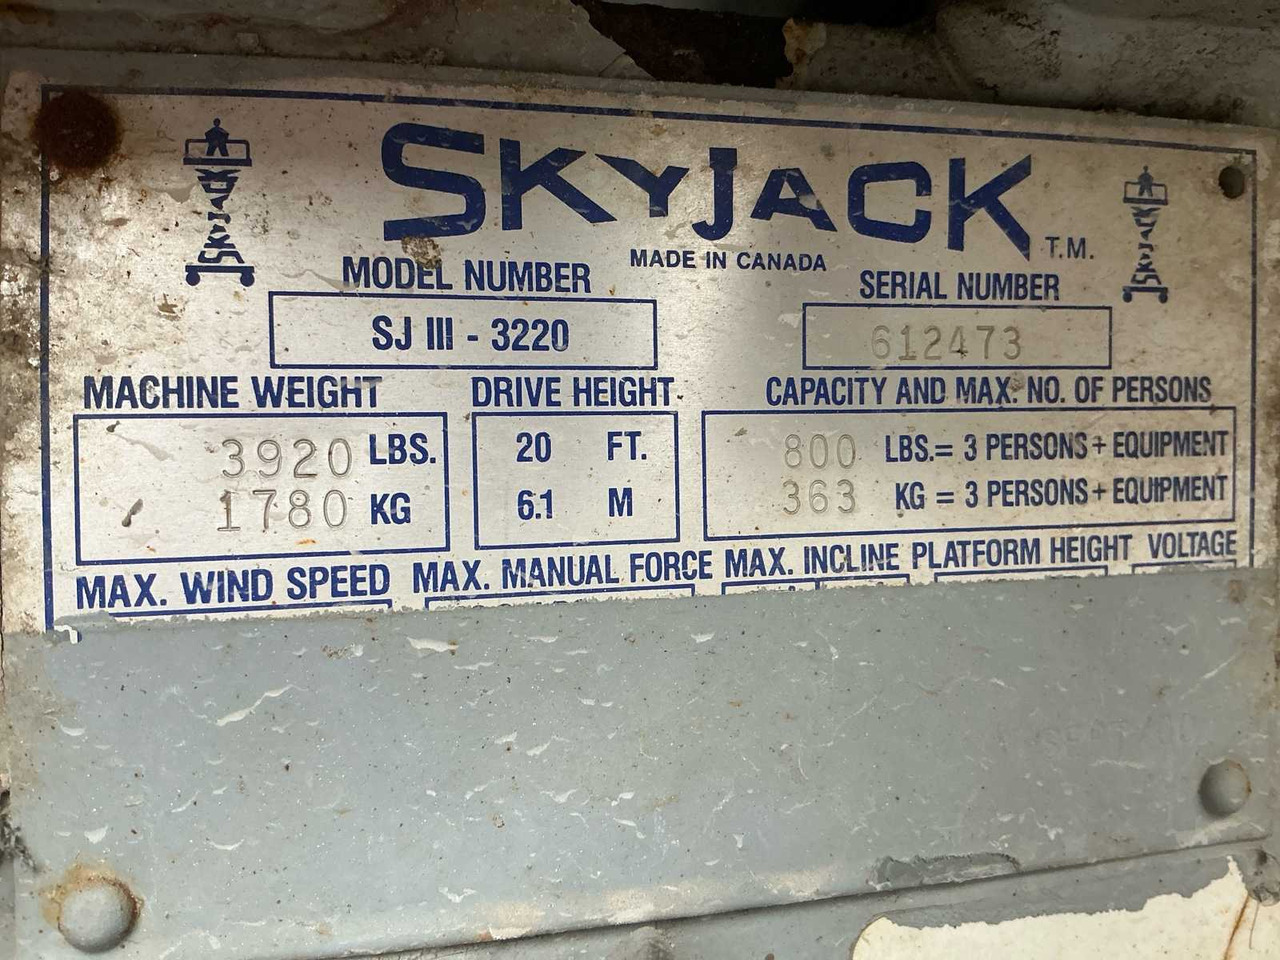 SKYJACK T.M.
MADE IN CANADA
MODEL NUMBER
SJ III - 3220
SERIAL NUMBER
612473
MACHINE WEIGHT
3920 LBS.
1780 KG
DRIVE HEIGHT
20 FT.
6.1 M
CAPACITY AND MAX. NO. OF PERSONS
800 LBS. = 3 PERSONS + EQUIPMENT
363 KG = 3 PERSONS + EQUIPMENT
MAX. WIND SPEED MAX. MANUAL FORCE MAX. INCLINE PLATFORM HEIGHT VOLTAGE